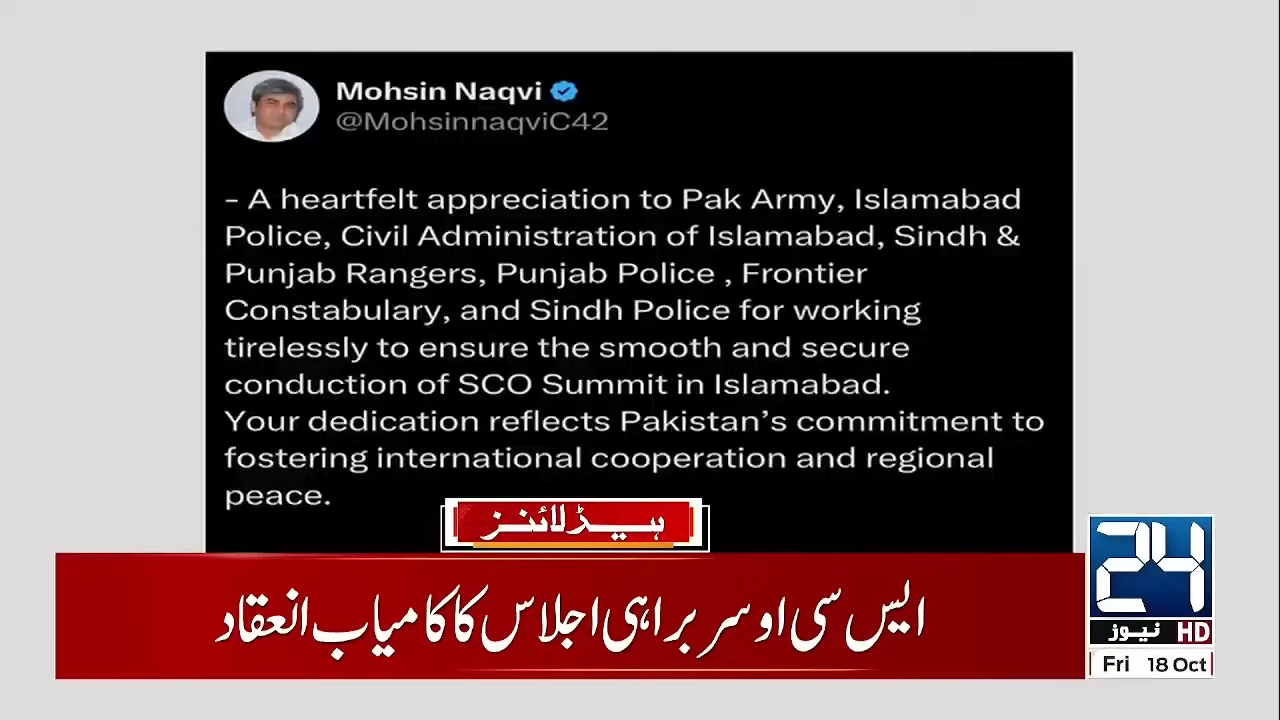 Mohsin Naqvi
@MohsinnaqviC42
- A heartfelt appreciation to Pak Army, Islamabad
Police, Civil Administration of Islamabad, Sindh &
Punjab Rangers, Punjab Police , Frontier
Constabulary, and Sindh Police for working
tirelessly to ensure the smooth and secure
conduction of SCO Summit in Islamabad.
Your dedication reflects Pakistan’s commitment to
fostering international cooperation and regional
peace.
ہیڈلائنز
ایس سی او سربراہی اجلاس کا کامیاب انعقاد
24
نیوز HD
Fri 18 Oct